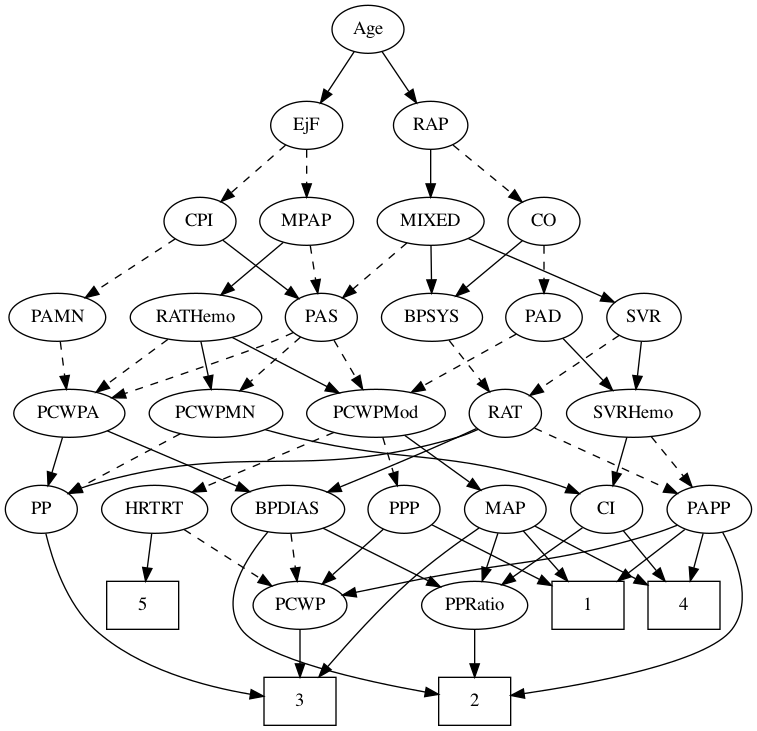 Age
EjF
RAP
CPI
MPAP
MIXED
CO
PAMN
RATHemo
PAS
BPSYS
PAD
SVR
PCWPA
PCWPMN
PCWPMod
RAT
SVRHemo
PP
HRTRT
BPDIAS
PPP
MAP
CI
PAPP
5
PCWP
PPRatio
1
4
3
2